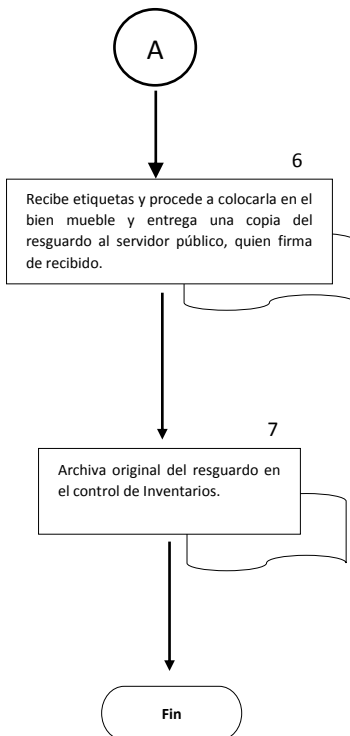 A
6
Recibe etiquetas y procede a colocarla en el
bien mueble y entrega una copia del
resguardo al servidor público, quien firma
de recibido.
7
Archiva original del resguardo en
el control de Inventarios.
Fin